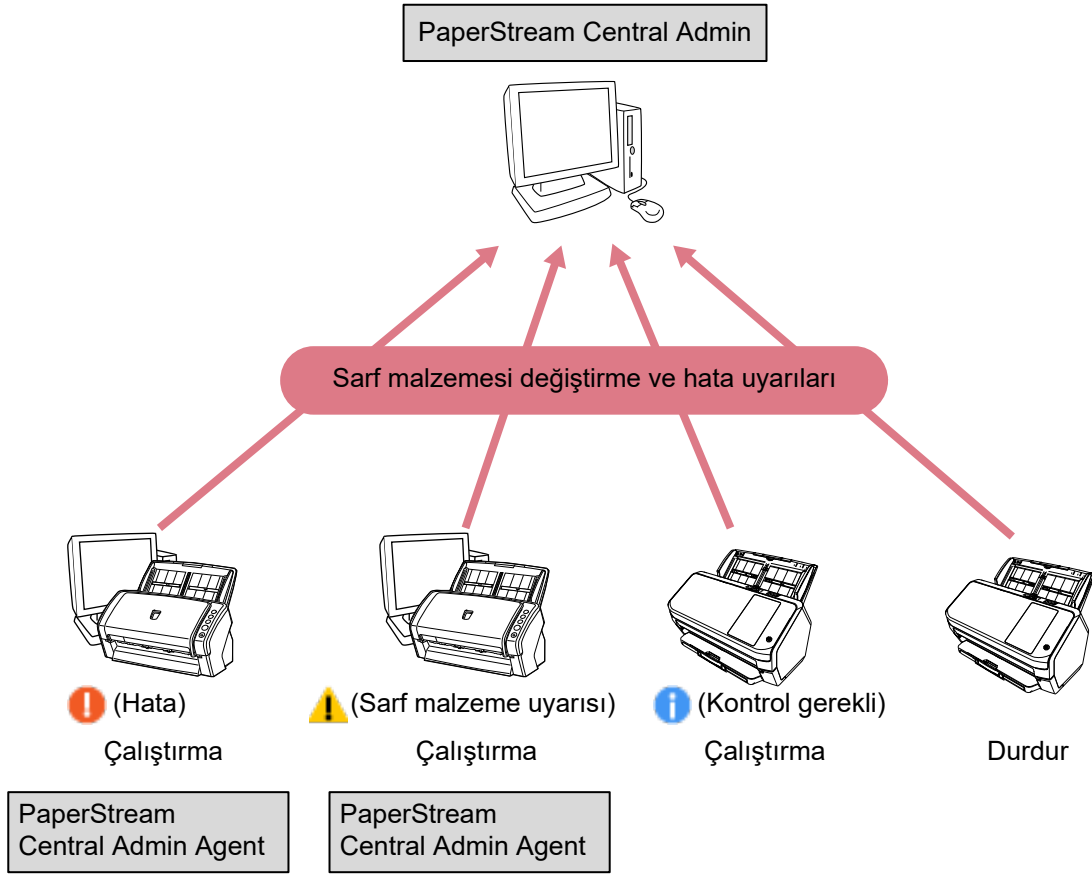 PaperStream Central Admin
Sarf malzemesi değiştirme ve hata uyarıları
(Hata)
(Sarf malzeme uyarısı)
(Kontrol gerekli)
Çalıştırma
Çalıştırma
Çalıştırma
Durdur
PaperStream
Central Admin Agent
PaperStream
Central Admin Agent